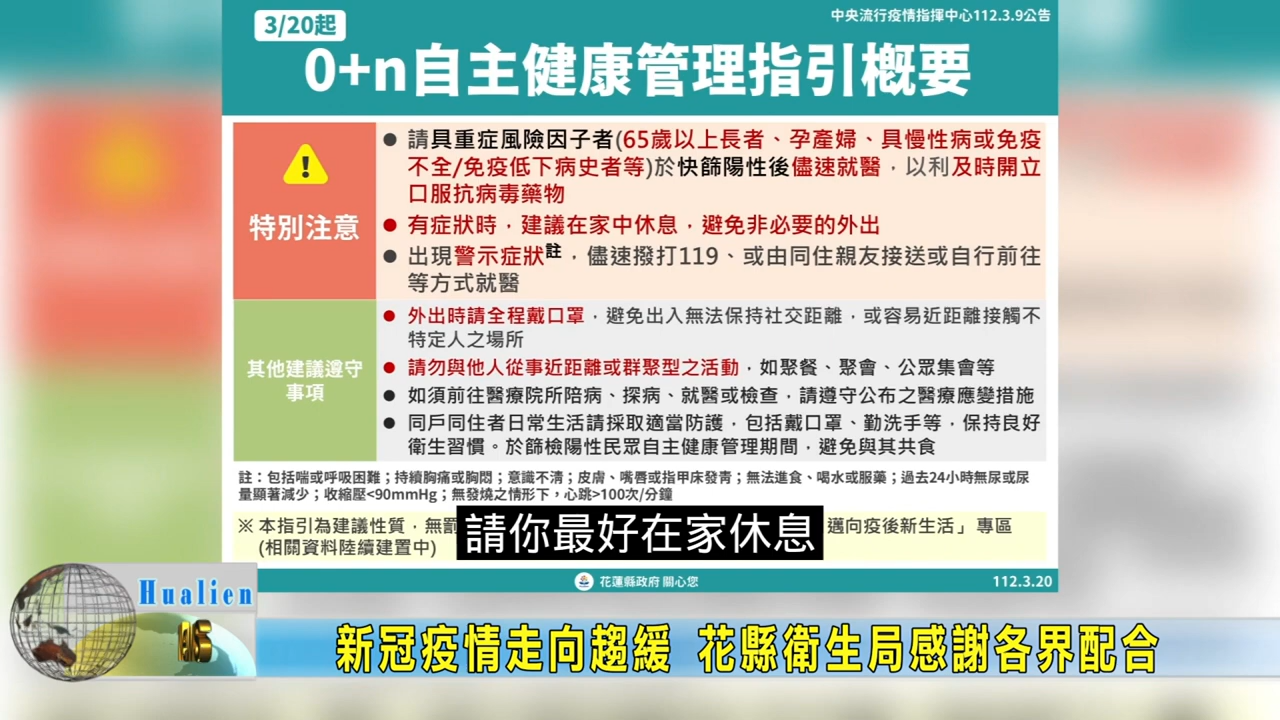 3/20起
中央流行疫情指揮中心112.3.9公告
0+n自主健康管理指引概要
特別注意
● 請具重症風險因子者(65歲以上長者、孕產婦、具慢性病或免疫
不全/免疫低下病史者等)於快篩陽性後儘速就醫，以利及時開立
口服抗病毒藥物
● 有症狀時，建議在家中休息，避免非必要的外出
● 出現警示症狀註，儘速撥打119、或由同住親友接送或自行前往
等方式就醫
其他建議遵守
事項
● 外出時請全程戴口罩，避免出入無法保持社交距離，或容易近距離接觸不
特定人之場所
● 請勿與他人從事近距離或群聚型之活動，如聚餐、聚會、公眾集會等
● 如須前往醫療院所陪病、探病、就醫或檢查，請遵守公布之醫療應變措施
● 同戶同住者日常生活請採取適當防護，包括戴口罩、勤洗手等，保持良好
衛生習慣。於篩檢陽性民眾自主健康管理期間，避免與其共食
註：包括喘或呼吸困難；持續胸痛或胸悶；意識不清；皮膚、嘴唇或指甲床發青；無法進食、喝水或服藥；過去24小時無尿或尿
量顯著減少；收縮壓<90mmHg；無發燒之情形下，心跳>100次/分鐘
※ 本指引為建議性質，無罰 邁向疫後新生活」專區
(相關資料陸續建置中)
請你最好在家休息
花蓮縣政府 關心您
112.3.20
Hualien
新冠疫情走向趨緩 花縣衛生局感謝各界配合